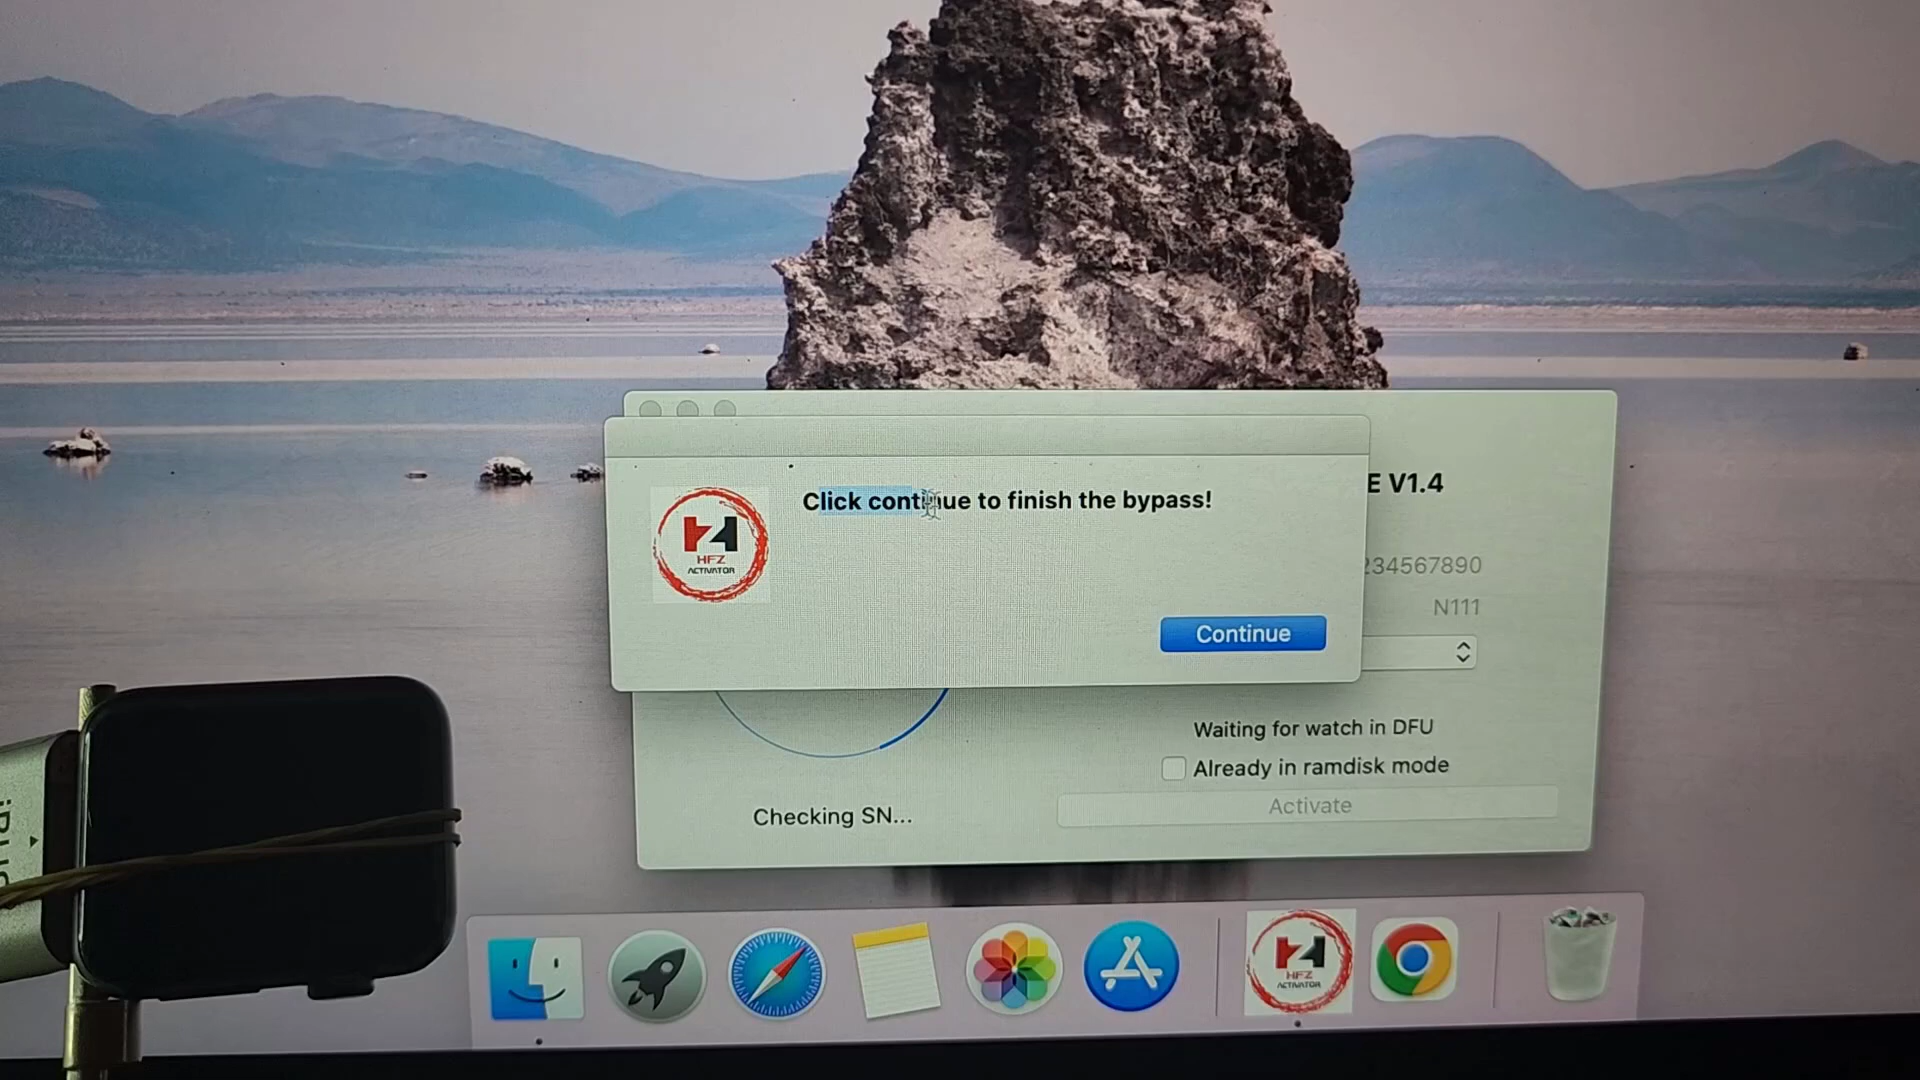 E V1.4
Click continue to finish the bypass!
HFZ
ACTIVATOR
234567890
N111
Continue
Waiting for watch in DFU
Already in ramdisk mode
Checking SN...
Activate
HFZ
ACTIVATOR